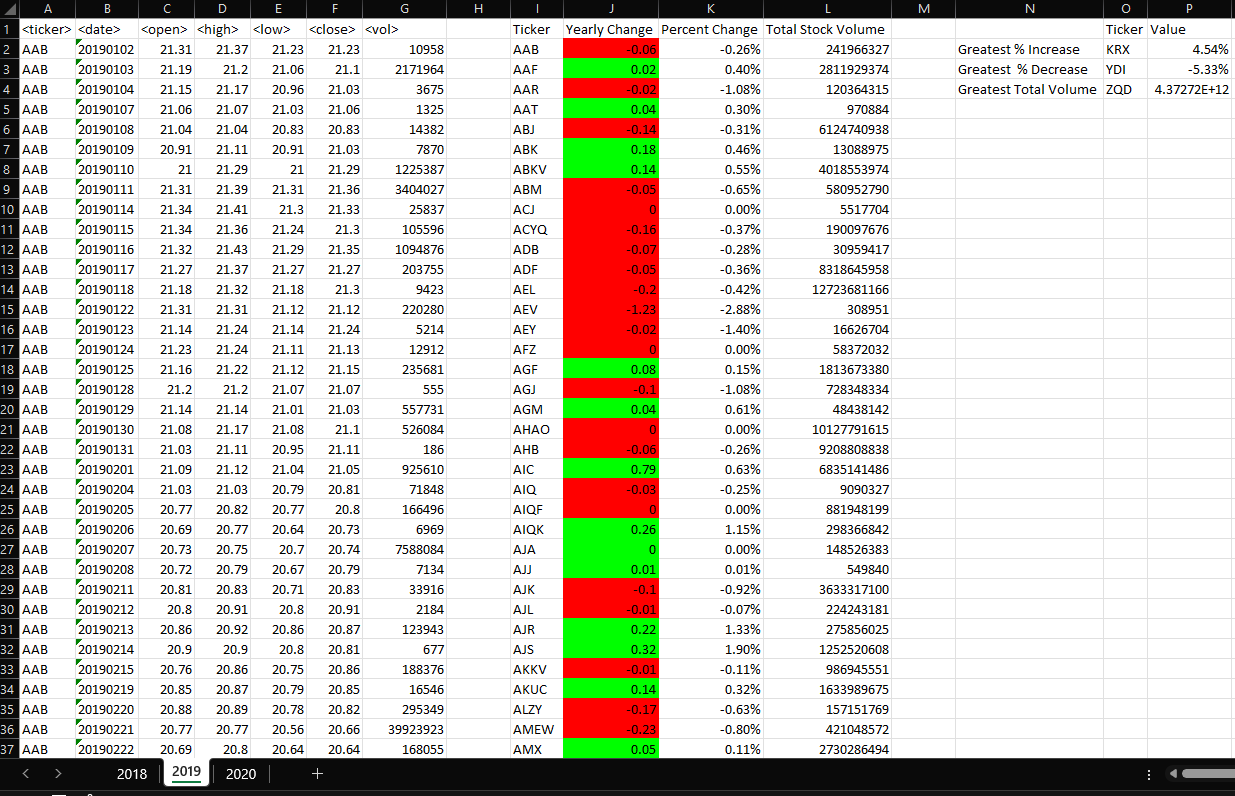 A B C D E F G H I J K L M N O P
1 <ticker> <date> <open> <high> <low> <close> <vol> Ticker Yearly Change Percent Change Total Stock Volume Ticker Value
2 AAB 20190102 21.31 21.37 21.23 21.23 10958 AAB -0.06 -0.26% 241966327 Greatest % Increase KRX 4.54%
3 AAB 20190103 21.19 21.2 21.06 21.1 2171964 AAF 0.02 0.40% 2811929374 Greatest  % Decrease YDI -5.33%
4 AAB 20190104 21.15 21.17 20.96 21.03 3675 AAR -0.02 -1.08% 120364315 Greatest Total Volume ZQD 4.37272E+12
5 AAB 20190107 21.06 21.07 21.03 21.06 1325 AAT 0.04 0.30% 970884
6 AAB 20190108 21.04 21.04 20.83 20.83 14382 ABJ -0.14 -0.31% 6124740938
7 AAB 20190109 20.91 21.11 20.91 21.03 7870 ABK 0.18 0.46% 13088975
8 AAB 20190110 21 21.29 21 21.29 1225387 ABKV 0.14 0.55% 4018553974
9 AAB 20190111 21.31 21.39 21.31 21.36 3404027 ABM -0.05 -0.65% 580952790
10 AAB 20190114 21.34 21.41 21.3 21.33 25837 ACJ 0 0.00% 5517704
11 AAB 20190115 21.34 21.36 21.24 21.3 105596 ACYQ -0.16 -0.37% 190097676
12 AAB 20190116 21.32 21.43 21.29 21.35 1094876 ADB -0.07 -0.28% 30959417
13 AAB 20190117 21.27 21.37 21.27 21.27 203755 ADF -0.05 -0.36% 8318645958
14 AAB 20190118 21.18 21.32 21.18 21.3 9423 AEL -0.2 -0.42% 12723681166
15 AAB 20190122 21.31 21.31 21.12 21.12 220280 AEV -1.23 -2.88% 308951
16 AAB 20190123 21.14 21.24 21.14 21.24 5214 AEY -0.02 -1.40% 16626704
17 AAB 20190124 21.23 21.24 21.11 21.13 12912 AFZ 0 0.00% 58372032
18 AAB 20190125 21.16 21.22 21.12 21.15 235681 AGF 0.08 0.15% 1813673380
19 AAB 20190128 21.2 21.2 21.07 21.07 555 AGJ -0.1 -1.08% 728348334
20 AAB 20190129 21.14 21.14 21.01 21.03 557731 AGM 0.04 0.61% 48438142
21 AAB 20190130 21.08 21.17 21.08 21.1 526084 AHAO 0 0.00% 10127791615
22 AAB 20190131 21.03 21.11 20.95 21.11 186 AHB -0.06 -0.26% 9208808838
23 AAB 20190201 21.09 21.12 21.04 21.05 925610 AIC 0.79 0.63% 6835141486
24 AAB 20190204 21.03 21.03 20.79 20.81 71848 AIQ -0.03 -0.25% 9090327
25 AAB 20190205 20.77 20.82 20.77 20.8 166496 AIQF 0 0.00% 881948199
26 AAB 20190206 20.69 20.77 20.64 20.73 6969 AIQK 0.26 1.15% 298366842
27 AAB 20190207 20.73 20.75 20.7 20.74 7588084 AJA 0 0.00% 148526383
28 AAB 20190208 20.72 20.79 20.67 20.79 7134 AJJ 0.01 0.01% 549840
29 AAB 20190211 20.81 20.83 20.71 20.83 33916 AJK -0.1 -0.92% 3633317100
30 AAB 20190212 20.8 20.91 20.8 20.91 2184 AJL -0.01 -0.07% 224243181
31 AAB 20190213 20.86 20.92 20.86 20.87 123943 AJR 0.22 1.33% 275856025
32 AAB 20190214 20.9 20.9 20.8 20.81 677 AJS 0.32 1.90% 1252520608
33 AAB 20190215 20.76 20.86 20.75 20.86 188376 AKKV -0.01 -0.11% 986945551
34 AAB 20190219 20.85 20.87 20.79 20.85 16546 AKUC 0.14 0.32% 1633989675
35 AAB 20190220 20.88 20.89 20.78 20.82 295349 ALZY -0.17 -0.63% 157151769
36 AAB 20190221 20.77 20.77 20.56 20.66 39923923 AMEW -0.23 -0.80% 421048572
37 AAB 20190222 20.69 20.8 20.64 20.64 168055 AMX 0.05 0.11% 2730286494
2018 2019 2020